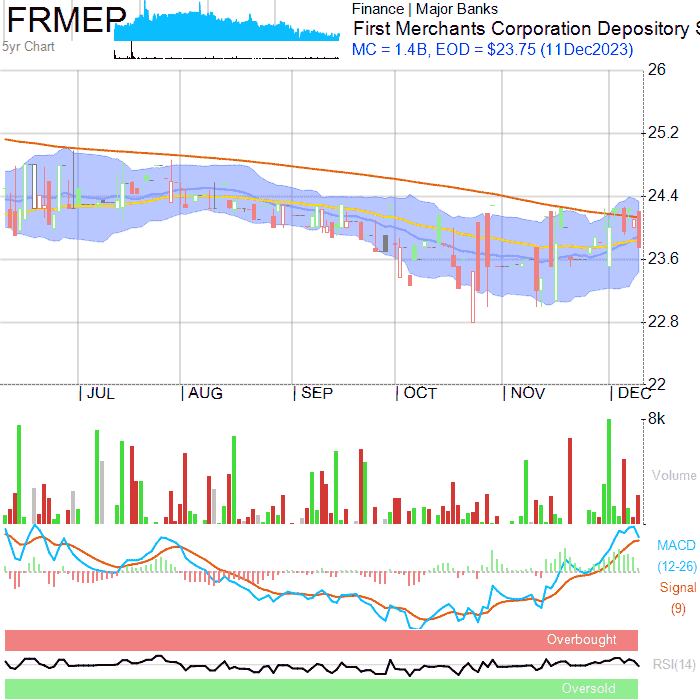 FRMEP
5yr Chart
Finance | Major Banks
First Merchants Corporation Depository S
MC = 1.4B, EOD = $23.75 (11Dec2023)
26
25.2
24.4
23.6
22.8
22
JUL AUG SEP OCT NOV DEC
8k
Volume
MACD
(12-26)
Signal
(9)
Overbought
RSI(14)
Oversold